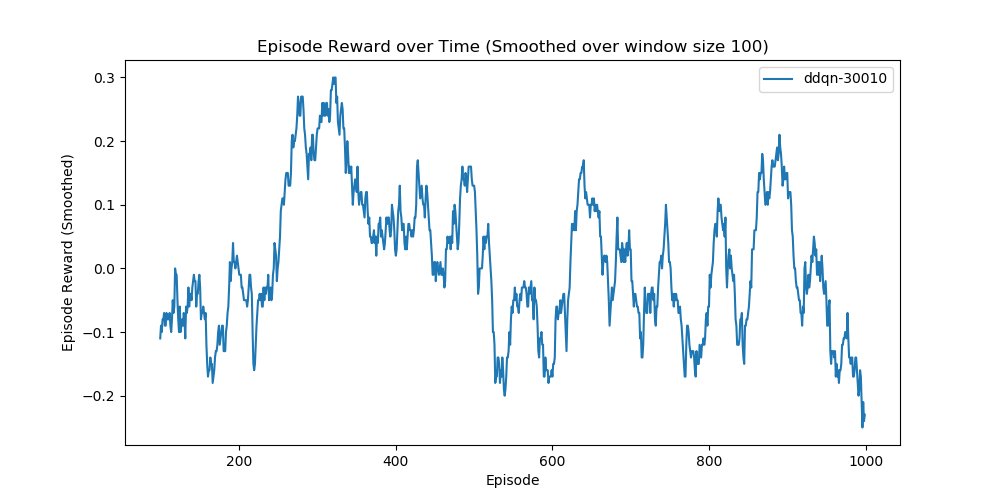 Episode Reward over Time (Smoothed over window size 100)
ddqn-30010
Episode Reward (Smoothed)
0.3
0.2
0.1
0.0
−0.1
−0.2
200 400 600 800 1000
Episode